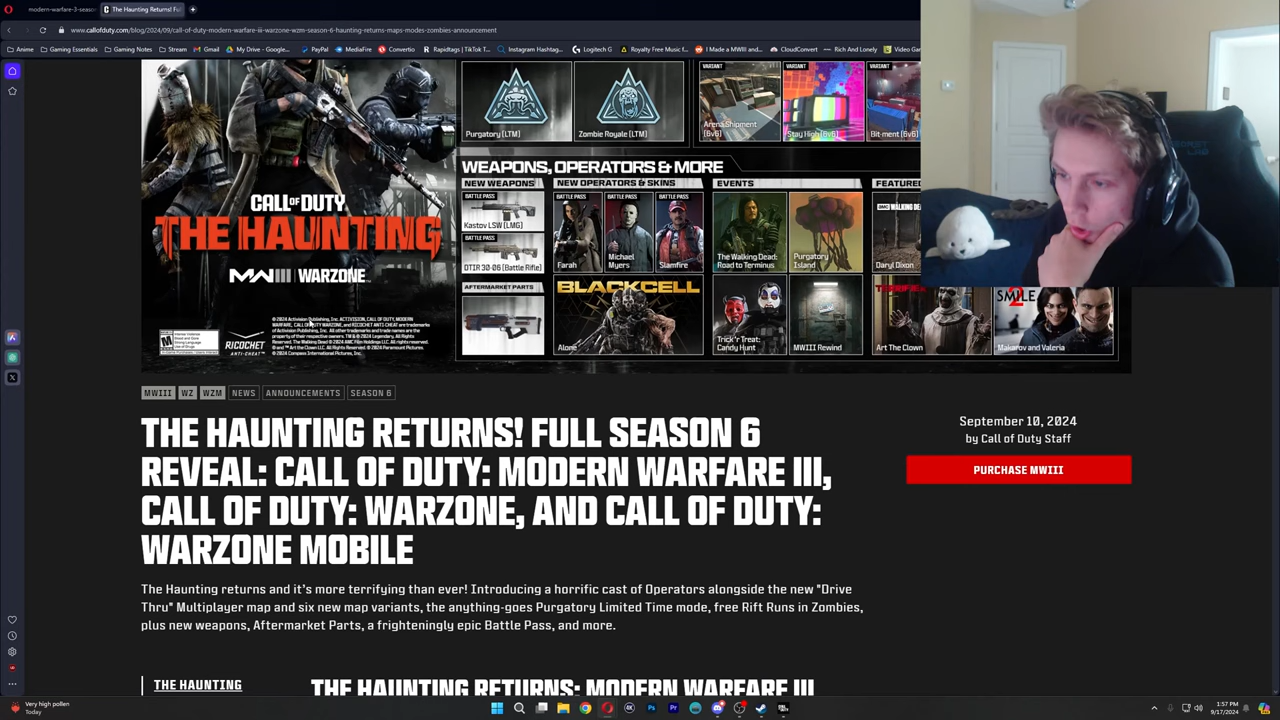 modern-warfare-3-seaso
The Haunting Returns! Ful
www.callofduty.com/blog/2024/09/call-of-duty-modern-warfare-iii-warzone-wzm-season-6-haunting-returns-maps-modes-zombies-announcement
Anime
Gaming Essentials
Gaming Notes
Stream
Gmail
My Drive - Google...
PayPal
MediaFire
Convertio
Rapidtags | TikTok T...
Instagram Hashtag...
Logitech G
Royalty Free Music f...
I Made a MWIII and...
CloudConvert
Rich And Lonely
Video Gan
Purgatory (LTM)
Zombie Royale (LTM)
VARIANT
Arena Shipment (6v6)
VARIANT
Stay High (6v6)
VARIANT
Bit-ment (6v6)
WEAPONS, OPERATORS & MORE
NEW WEAPONS
NEW OPERATORS & SKINS
EVENTS
BATTLE PASS
Kastov LSW (LMG)
BATTLE PASS
DTIR 30-06 (Battle Rifle)
BATTLE PASS
Farah
BATTLE PASS
Michael Myers
BATTLE PASS
Slamfire
The Walking Dead: Road to Terminus
Purgatory Island
Daryl Dixon
AFTERMARKET PARTS
BLACKCELL
Alone
Trick'r Treat: Candy Hunt
MWIII Rewind
Art The Clown
SMILE 2
Makarov and Valeria
CALL OF DUTY
THE HAUNTING
MWIII | WARZONE
RICOCHET
ANTI-CHEAT
MWIII
WZ
WZM
NEWS
ANNOUNCEMENTS
SEASON 6
THE HAUNTING RETURNS! FULL SEASON 6
REVEAL: CALL OF DUTY: MODERN WARFARE III,
CALL OF DUTY: WARZONE, AND CALL OF DUTY:
WARZONE MOBILE
September 10, 2024
by Call of Duty Staff
PURCHASE MWIII
The Haunting returns and it's more terrifying than ever! Introducing a horrific cast of Operators alongside the new "Drive
Thru" Multiplayer map and six new map variants, the anything-goes Purgatory Limited Time mode, free Rift Runs in Zombies,
plus new weapons, Aftermarket Parts, a frighteningly epic Battle Pass, and more.
THE HAUNTING
THE HAUNTING RETURNS: MODERN WARFARE III
Very high pollen
Today
1:57 PM
9/17/2024